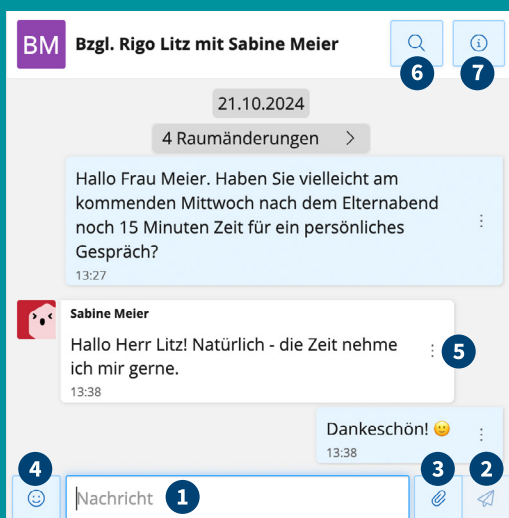 BM Bzgl. Rigo Litz mit Sabine Meier
6 7
21.10.2024
4 Raumänderungen
Hallo Frau Meier. Haben Sie vielleicht am
kommenden Mittwoch nach dem Elternabend
noch 15 Minuten Zeit für ein persönliches
Gespräch?
13:27
Sabine Meier
Hallo Herr Litz! Natürlich - die Zeit nehme
ich mir gerne.
5
13:38
Dankeschön! 🙂
13:38
4 3 2
Nachricht 1